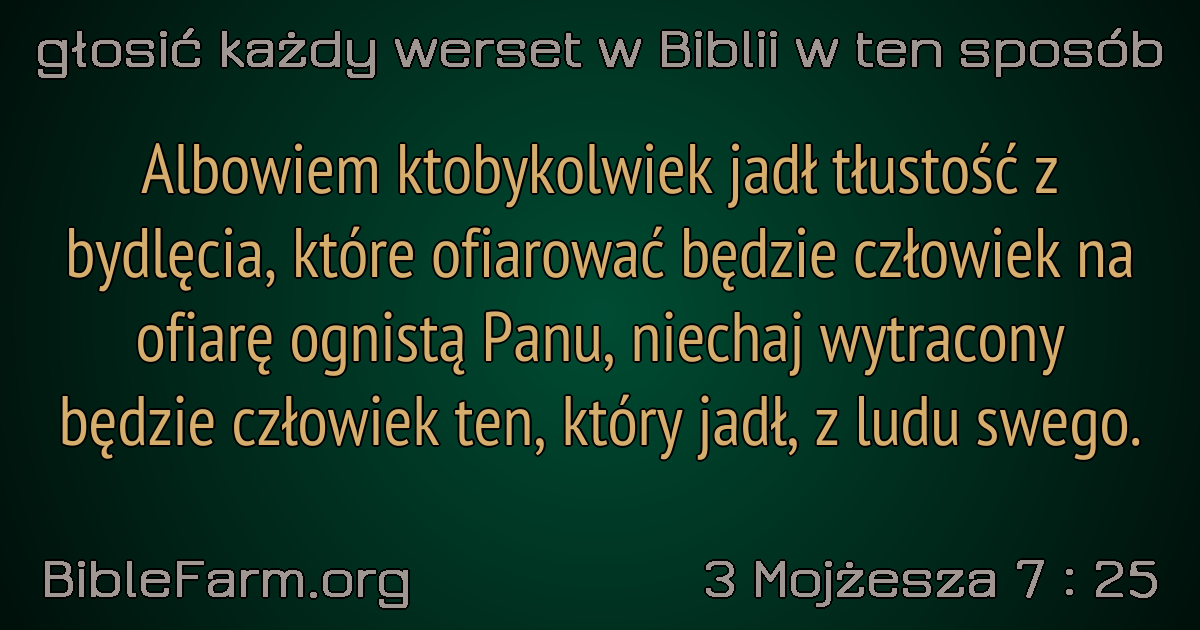 głosić każdy werset w Biblii w ten sposób
Albowiem ktobykolwiek jadł tłustość z
bydlęcia, które ofiarować będzie człowiek na
ofiarę ognistą Panu, niechaj wytracony
będzie człowiek ten, który jadł, z ludu swego.
BibleFarm.org
3 Mojżesza 7 : 25